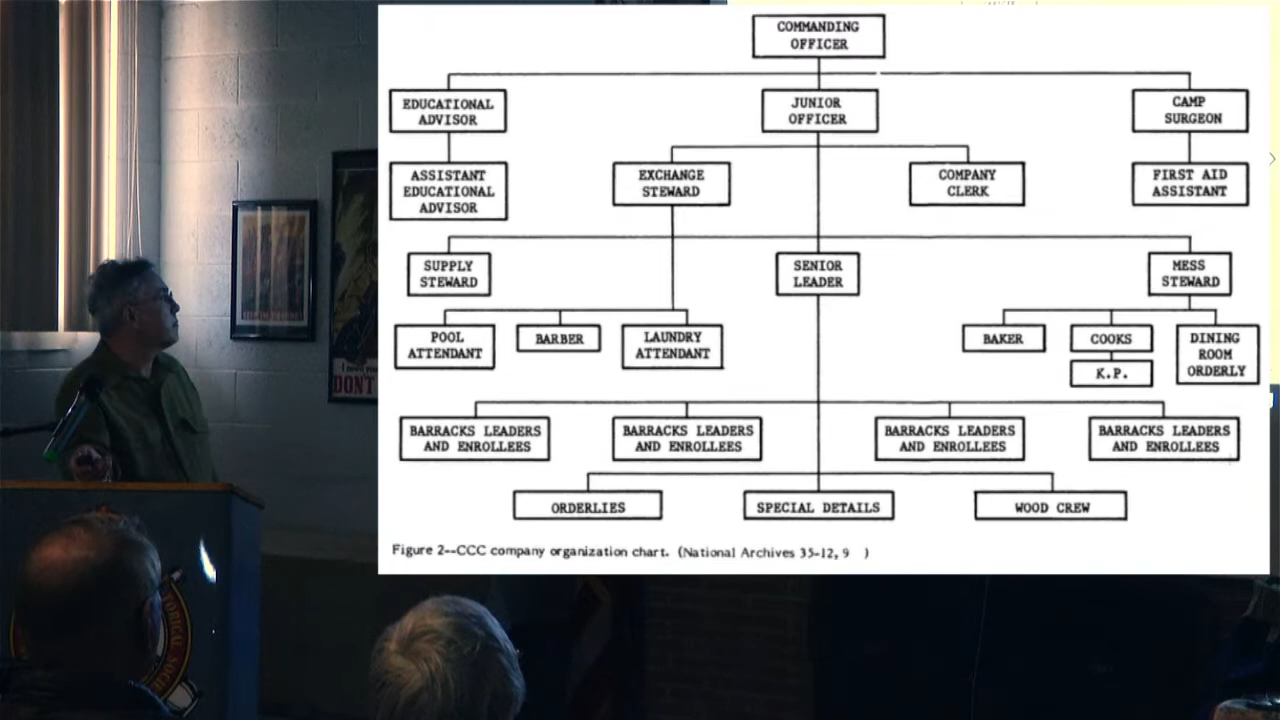 COMMANDING
OFFICER
EDUCATIONAL
ADVISOR
JUNIOR
OFFICER
CAMP
SURGEON
ASSISTANT
EDUCATIONAL
ADVISOR
EXCHANGE
STEWARD
COMPANY
CLERK
FIRST AID
ASSISTANT
SUPPLY
STEWARD
SENIOR
LEADER
MESS
STEWARD
POOL
ATTENDANT
BARBER
LAUNDRY
ATTENDANT
BAKER
COOKS
K.P.
DINING
ROOM
ORDERLY
BARRACKS LEADERS
AND ENROLLEES
BARRACKS LEADERS
AND ENROLLEES
BARRACKS LEADERS
AND ENROLLEES
BARRACKS LEADERS
AND ENROLLEES
ORDERLIES
SPECIAL DETAILS
WOOD CREW
Figure 2--CCC company organization chart. (National Archives 35-12, 9 )
DONT